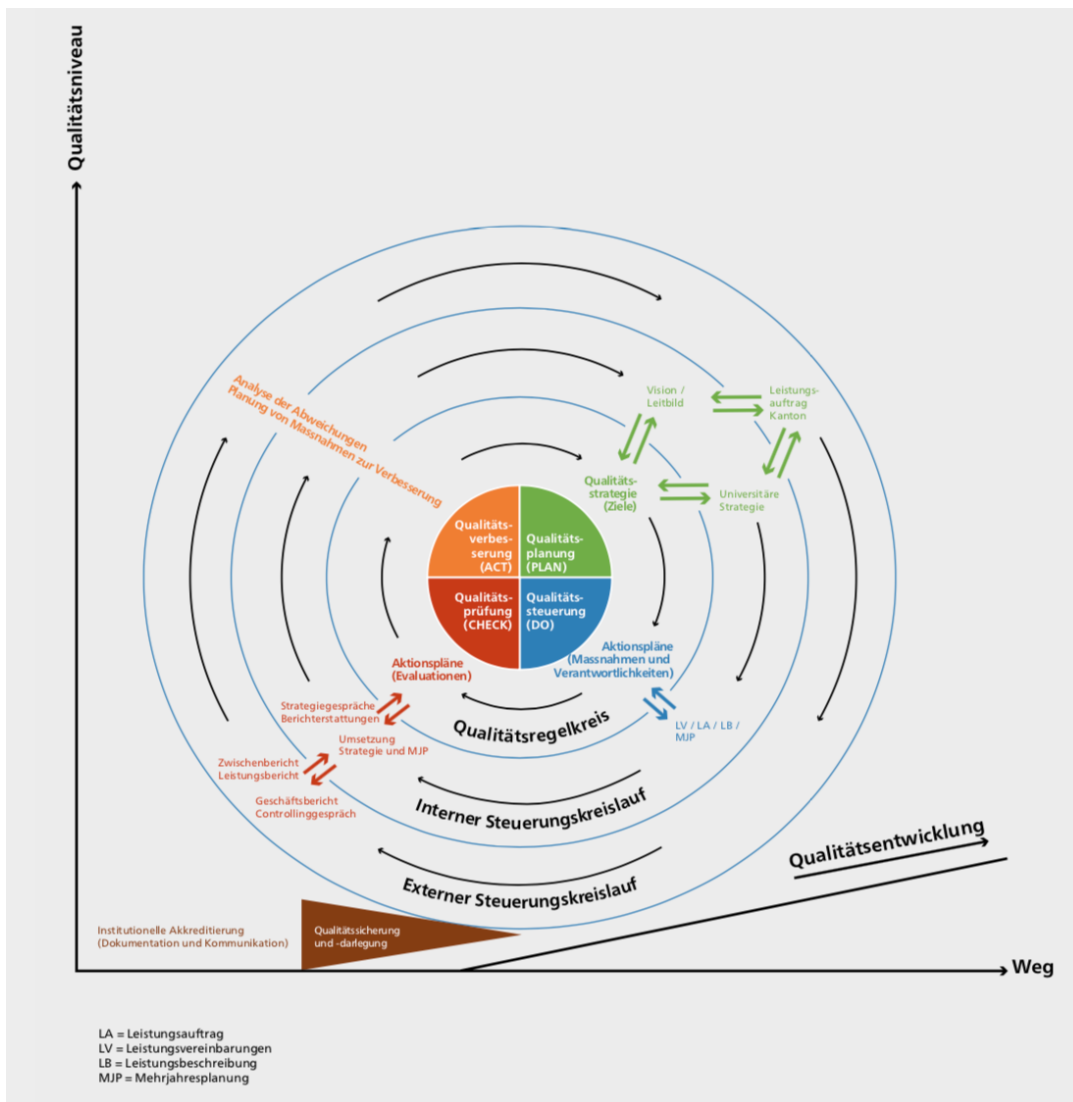 Qualitätsniveau
Analyse der Abweichungen
Planung von Massnahmen zur Verbesserung
Vision /
Leitbild
Leistungs-
auftrag
Kanton
Qualitäts-
strategie
(Ziele)
Universitäre
Strategie
Qualitäts-
verbes-
serung
(ACT)
Qualitäts-
planung
(PLAN)
Qualitäts-
prüfung
(CHECK)
Qualitäts-
steuerung
(DO)
Aktionspläne
(Evaluationen)
Aktionspläne
(Massnahmen und
Verantwortlichkeiten)
Strategiegespräche
Berichterstattungen
Umsetzung
Strategie und MJP
Zwischenbericht
Leistungsbericht
Geschäftsbericht
Controllinggespräch
LV / LA / LB /
MJP
Qualitätsregelkreis
Interner Steuerungskreislauf
Externer Steuerungskreislauf
Qualitätsentwicklung
Institutionelle Akkreditierung
(Dokumentation und Kommunikation)
Qualitätssicherung
und -darlegung
Weg
LA = Leistungsauftrag
LV = Leistungsvereinbarungen
LB = Leistungsbeschreibung
MJP = Mehrjahresplanung